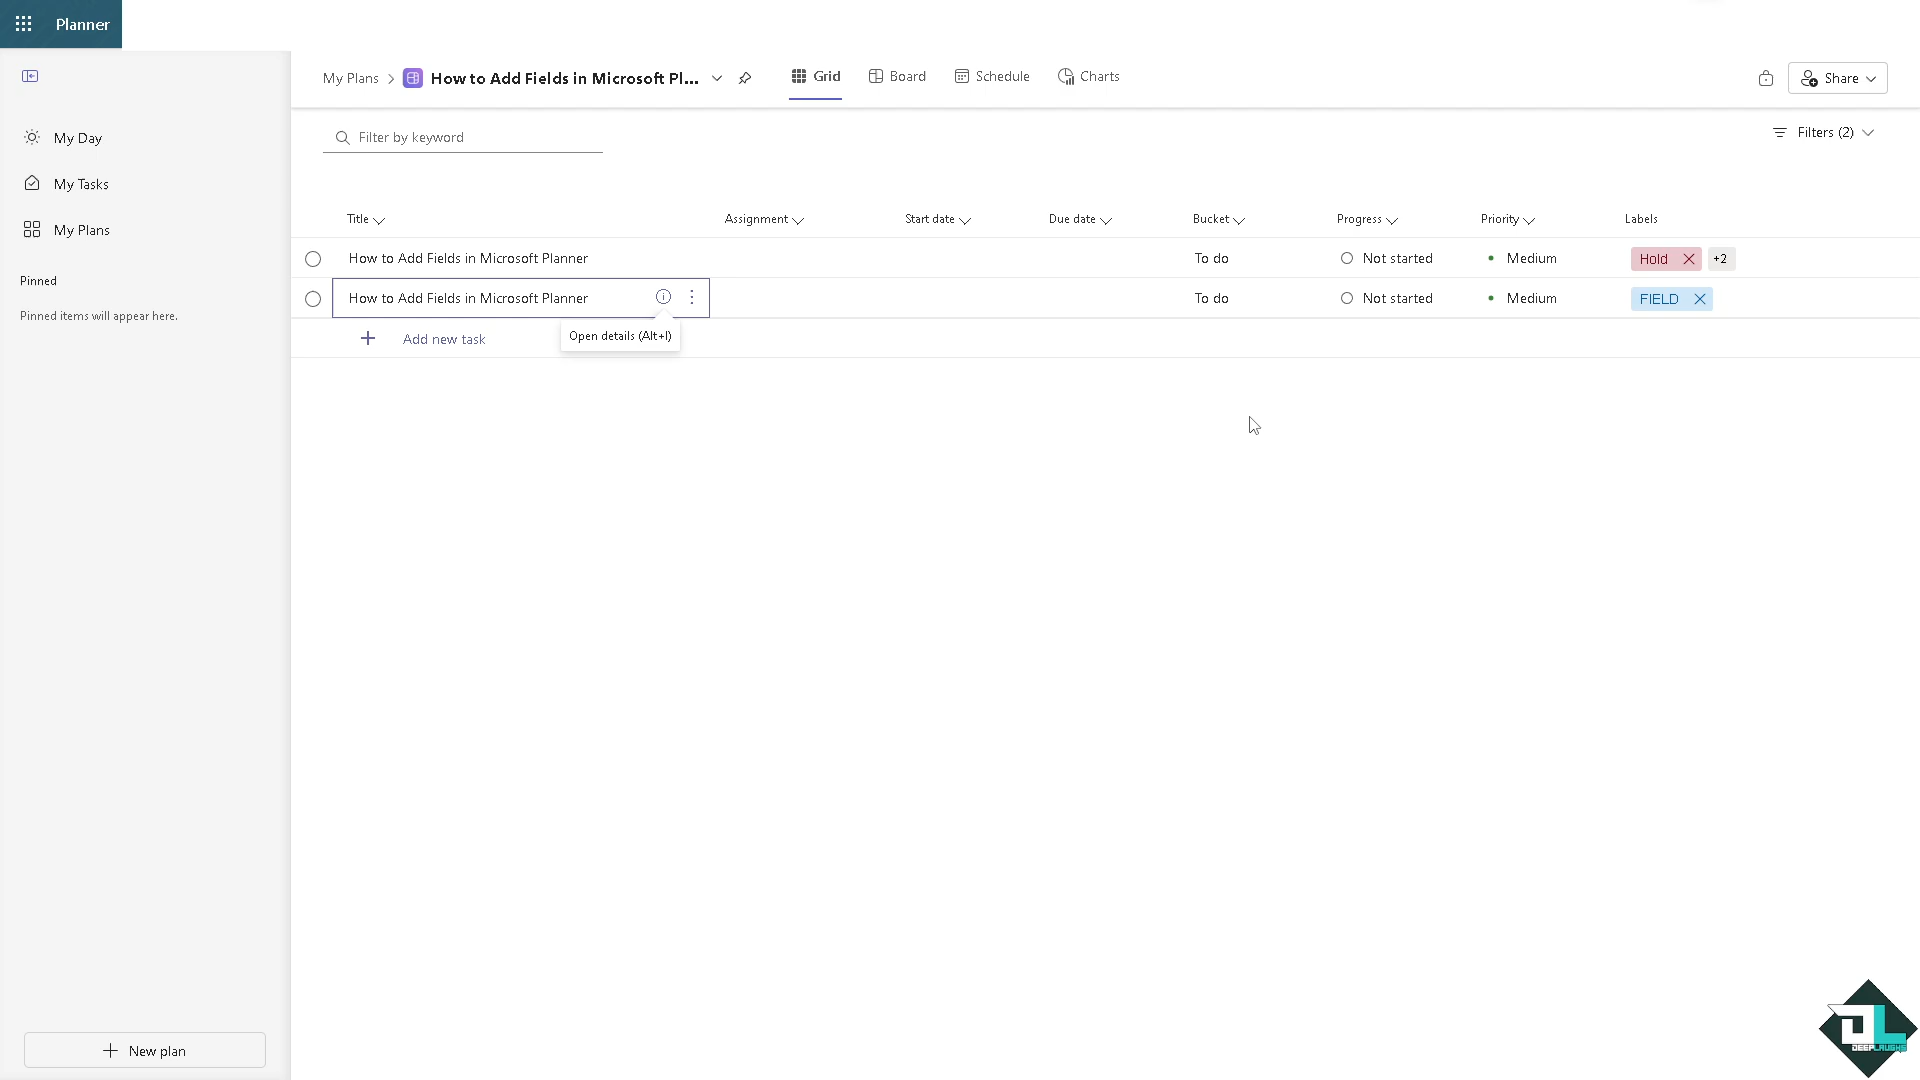 Planner
My Plans
How to Add Fields in Microsoft Pl...
Grid
Board
Schedule
Charts
Share
My Day
My Tasks
My Plans
Pinned
Pinned items will appear here.
New plan
Filter by keyword
Filters (2)
Title
Assignment
Start date
Due date
Bucket
Progress
Priority
Labels
How to Add Fields in Microsoft Planner
To do
Not started
Medium
Hold
+2
How to Add Fields in Microsoft Planner
To do
Not started
Medium
FIELD
Add new task
Open details (Alt+I)
DL
DEEPLAUGHS